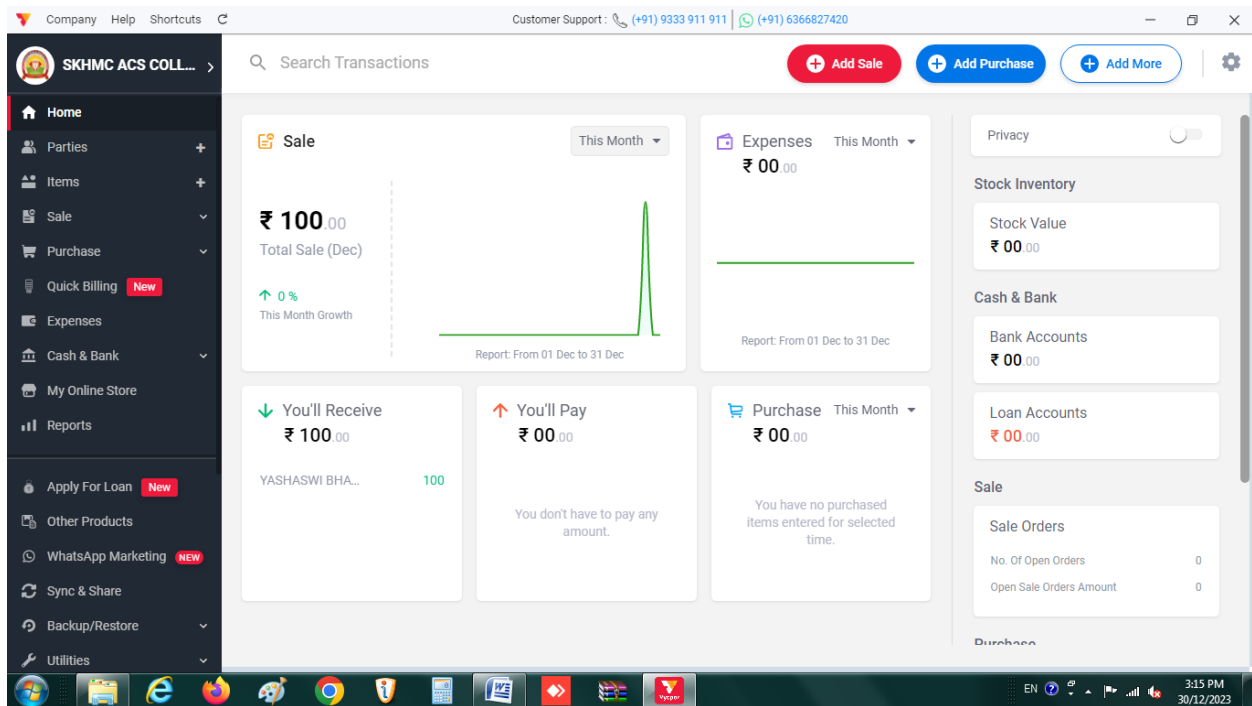 Company Help Shortcuts
Customer Support : (+91) 9333 911 911 (+91) 6366827420
SKHMC ACS COLL...
Search Transactions
Add Sale
Add Purchase
Add More
Home
Parties
Items
Sale
Purchase
Quick Billing New
Expenses
Cash & Bank
My Online Store
Reports
Apply For Loan New
Other Products
WhatsApp Marketing NEW
Sync & Share
Backup/Restore
Utilities
Sale
This Month
₹ 100.00
Total Sale (Dec)
0 %
This Month Growth
Report: From 01 Dec to 31 Dec
Expenses This Month
₹ 00.00
Report: From 01 Dec to 31 Dec
You'll Receive
₹ 100.00
YASHASWI BHA... 100
You'll Pay
₹ 00.00
You don't have to pay any
amount.
Purchase This Month
₹ 00.00
You have no purchased
items entered for selected
time.
Privacy
Stock Inventory
Stock Value
₹ 00.00
Cash & Bank
Bank Accounts
₹ 00.00
Loan Accounts
₹ 00.00
Sale
Sale Orders
No. Of Open Orders 0
Open Sale Orders Amount 0
Purchase
Vyapar
EN
3:15 PM
30/12/2023